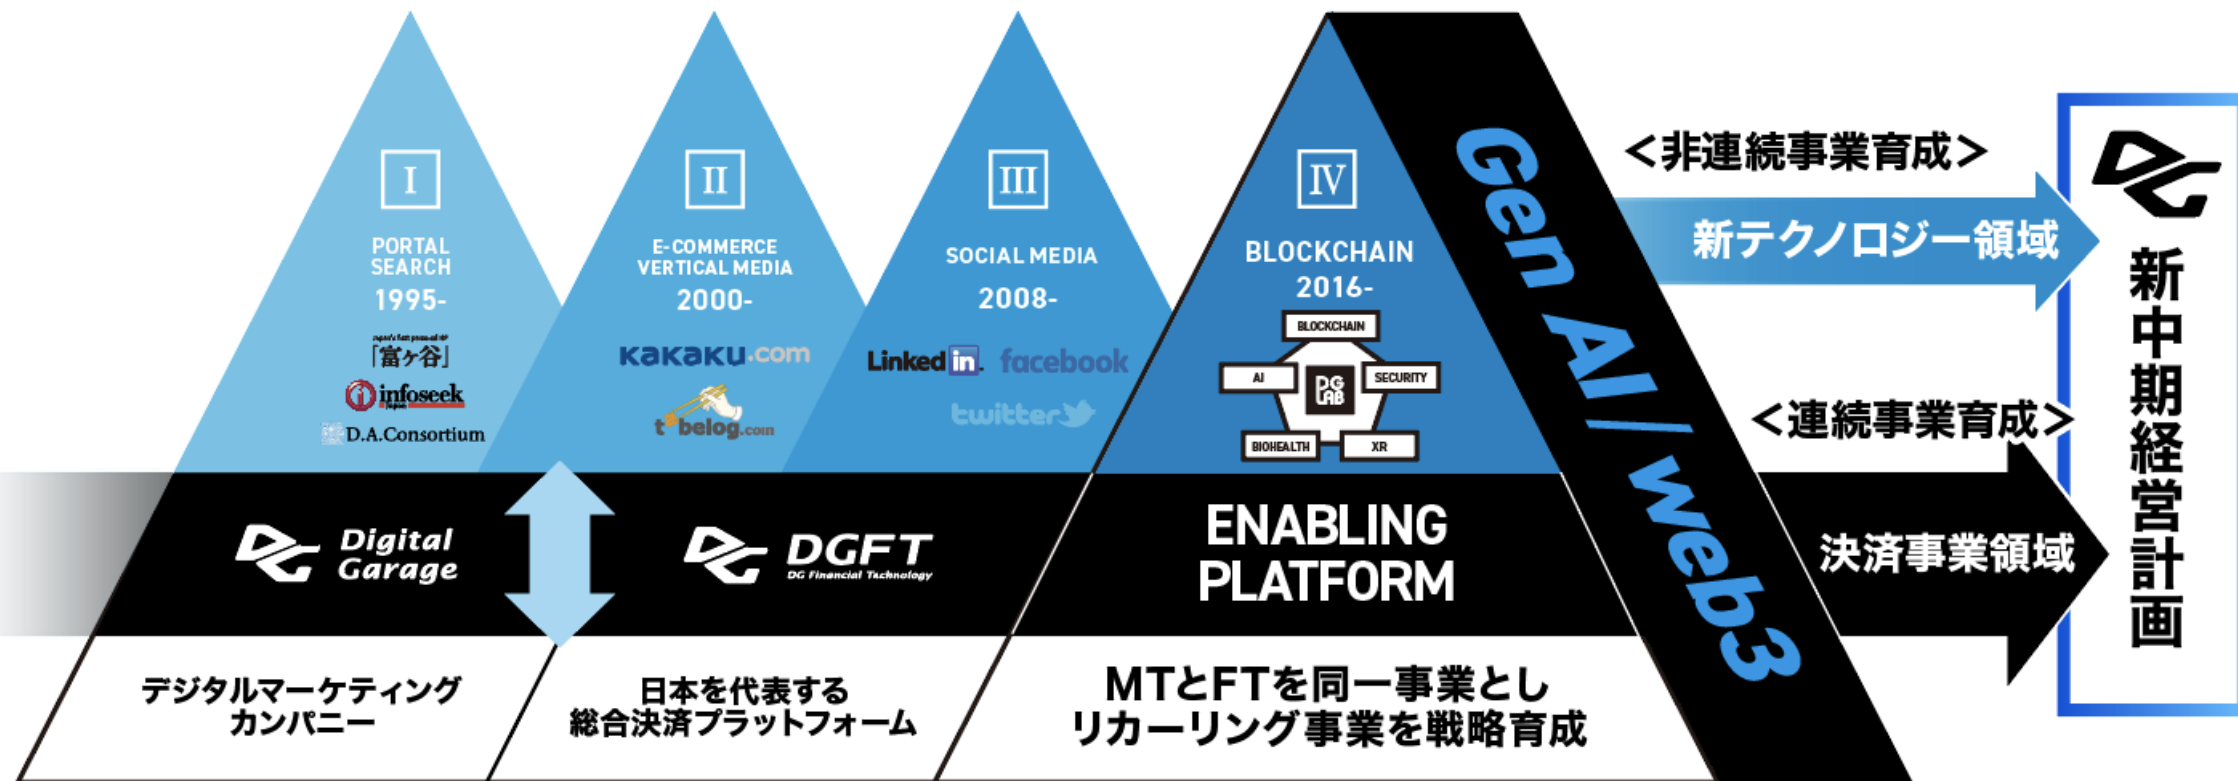 I
PORTAL
SEARCH
1995-
「富ヶ谷」
infoseek
Japan
D.A.Consortium
II
E-COMMERCE
VERTICAL MEDIA
2000-
KAKAKU.com
tabelog.com
III
SOCIAL MEDIA
2008-
Linked in.
facebook
twitter
IV
BLOCKCHAIN
2016-
BLOCKCHAIN
AI
DG
LAB
SECURITY
BIOHEALTH
XR
Gen AI / web3
<非連続事業育成>
新テクノロジー領域
<連続事業育成>
決済事業領域
DG
新中期経営計画
DG
Digital
Garage
DG
DGFT
DG Financial Technology
ENABLING
PLATFORM
デジタルマーケティング
カンパニー
日本を代表する
総合決済プラットフォーム
MTとFTを同一事業とし
リカーリング事業を戦略育成